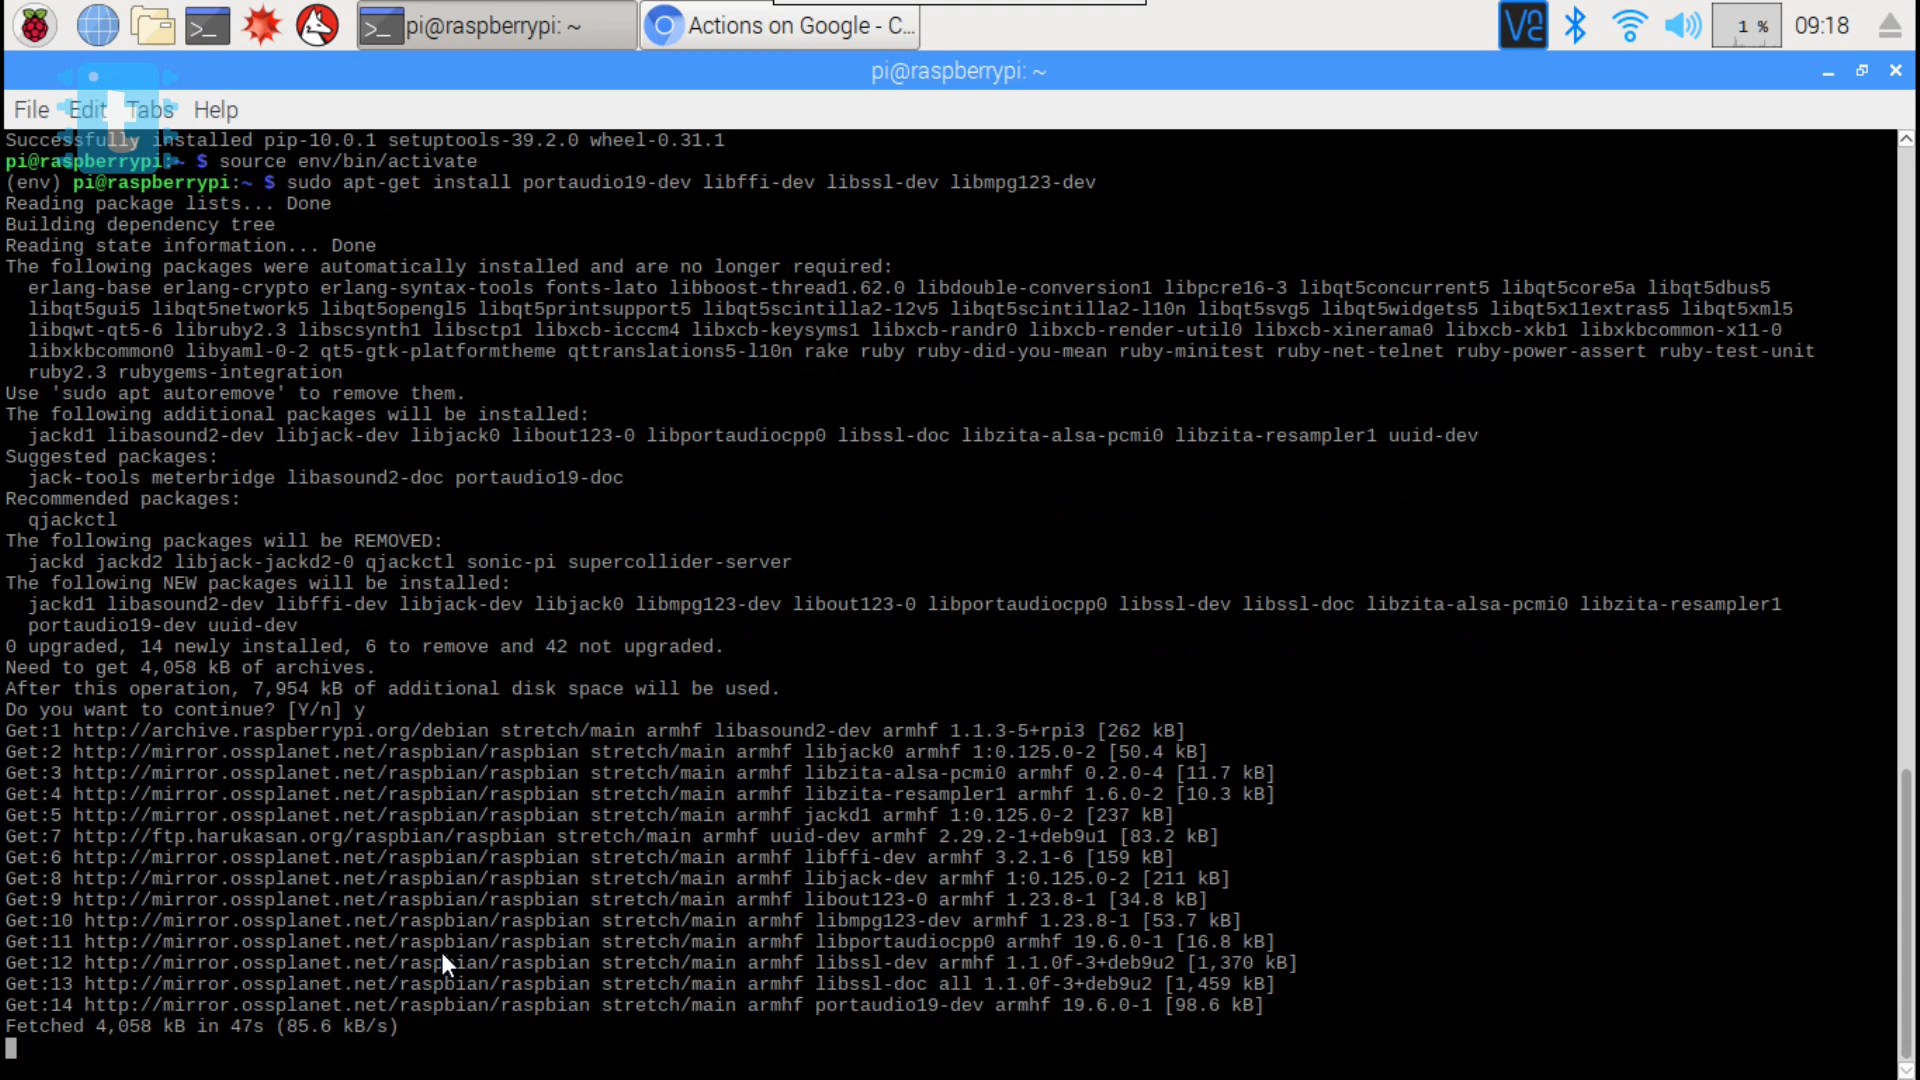 pi@raspberrypi: ~
Actions on Google - C...
VC
1 %
09:18
pi@raspberrypi: ~
File Edit Tabs Help
Successfully installed pip-10.0.1 setuptools-39.2.0 wheel-0.31.1
pi@raspberrypi:~ $ source env/bin/activate
(env) pi@raspberrypi:~ $ sudo apt-get install portaudio19-dev libffi-dev libssl-dev libmpg123-dev
Reading package lists... Done
Building dependency tree
Reading state information... Done
The following packages were automatically installed and are no longer required:
erlang-base erlang-crypto erlang-syntax-tools fonts-lato libboost-thread1.62.0 libdouble-conversion1 libpcre16-3 libqt5concurrent5 libqt5core5a libqt5dbus5
libqt5gui5 libqt5network5 libqt5opengl5 libqt5printsupport5 libqt5scintilla2-12v5 libqt5scintilla2-l10n libqt5svg5 libqt5widgets5 libqt5x11extras5 libqt5xml5
libqwt-qt5-6 libruby2.3 libscsynth1 libsctp1 libxcb-icccm4 libxcb-keysyms1 libxcb-randr0 libxcb-render-util0 libxcb-xinerama0 libxcb-xkb1 libxkbcommon-x11-0
libxkbcommon0 libyaml-0-2 qt5-gtk-platformtheme qttranslations5-l10n rake ruby ruby-did-you-mean ruby-minitest ruby-net-telnet ruby-power-assert ruby-test-unit
ruby2.3 rubygems-integration
Use 'sudo apt autoremove' to remove them.
The following additional packages will be installed:
jackd1 libasound2-dev libjack-dev libjack0 libout123-0 libportaudiocpp0 libssl-doc libzita-alsa-pcmi0 libzita-resampler1 uuid-dev
Suggested packages:
jack-tools meterbridge libasound2-doc portaudio19-doc
Recommended packages:
qjackctl
The following packages will be REMOVED:
jackd jackd2 libjack-jackd2-0 qjackctl sonic-pi supercollider-server
The following NEW packages will be installed:
jackd1 libasound2-dev libffi-dev libjack-dev libjack0 libmpg123-dev libout123-0 libportaudiocpp0 libssl-dev libssl-doc libzita-alsa-pcmi0 libzita-resampler1
portaudio19-dev uuid-dev
0 upgraded, 14 newly installed, 6 to remove and 42 not upgraded.
Need to get 4,058 kB of archives.
After this operation, 7,954 kB of additional disk space will be used.
Do you want to continue? [Y/n] y
Get:1 http://archive.raspberrypi.org/debian stretch/main armhf libasound2-dev armhf 1.1.3-5+rpi3 [262 kB]
Get:2 http://mirror.ossplanet.net/raspbian/raspbian stretch/main armhf libjack0 armhf 1:0.125.0-2 [50.4 kB]
Get:3 http://mirror.ossplanet.net/raspbian/raspbian stretch/main armhf libzita-alsa-pcmi0 armhf 0.2.0-4 [11.7 kB]
Get:4 http://mirror.ossplanet.net/raspbian/raspbian stretch/main armhf libzita-resampler1 armhf 1.6.0-2 [10.3 kB]
Get:5 http://mirror.ossplanet.net/raspbian/raspbian stretch/main armhf jackd1 armhf 1:0.125.0-2 [237 kB]
Get:7 http://ftp.harukasan.org/raspbian/raspbian stretch/main armhf uuid-dev armhf 2.29.2-1+deb9u1 [83.2 kB]
Get:6 http://mirror.ossplanet.net/raspbian/raspbian stretch/main armhf libffi-dev armhf 3.2.1-6 [159 kB]
Get:8 http://mirror.ossplanet.net/raspbian/raspbian stretch/main armhf libjack-dev armhf 1:0.125.0-2 [211 kB]
Get:9 http://mirror.ossplanet.net/raspbian/raspbian stretch/main armhf libout123-0 armhf 1.23.8-1 [34.8 kB]
Get:10 http://mirror.ossplanet.net/raspbian/raspbian stretch/main armhf libmpg123-dev armhf 1.23.8-1 [53.7 kB]
Get:11 http://mirror.ossplanet.net/raspbian/raspbian stretch/main armhf libportaudiocpp0 armhf 19.6.0-1 [16.8 kB]
Get:12 http://mirror.ossplanet.net/raspbian/raspbian stretch/main armhf libssl-dev armhf 1.1.0f-3+deb9u2 [1,370 kB]
Get:13 http://mirror.ossplanet.net/raspbian/raspbian stretch/main armhf libssl-doc all 1.1.0f-3+deb9u2 [1,459 kB]
Get:14 http://mirror.ossplanet.net/raspbian/raspbian stretch/main armhf portaudio19-dev armhf 19.6.0-1 [98.6 kB]
Fetched 4,058 kB in 47s (85.6 kB/s)